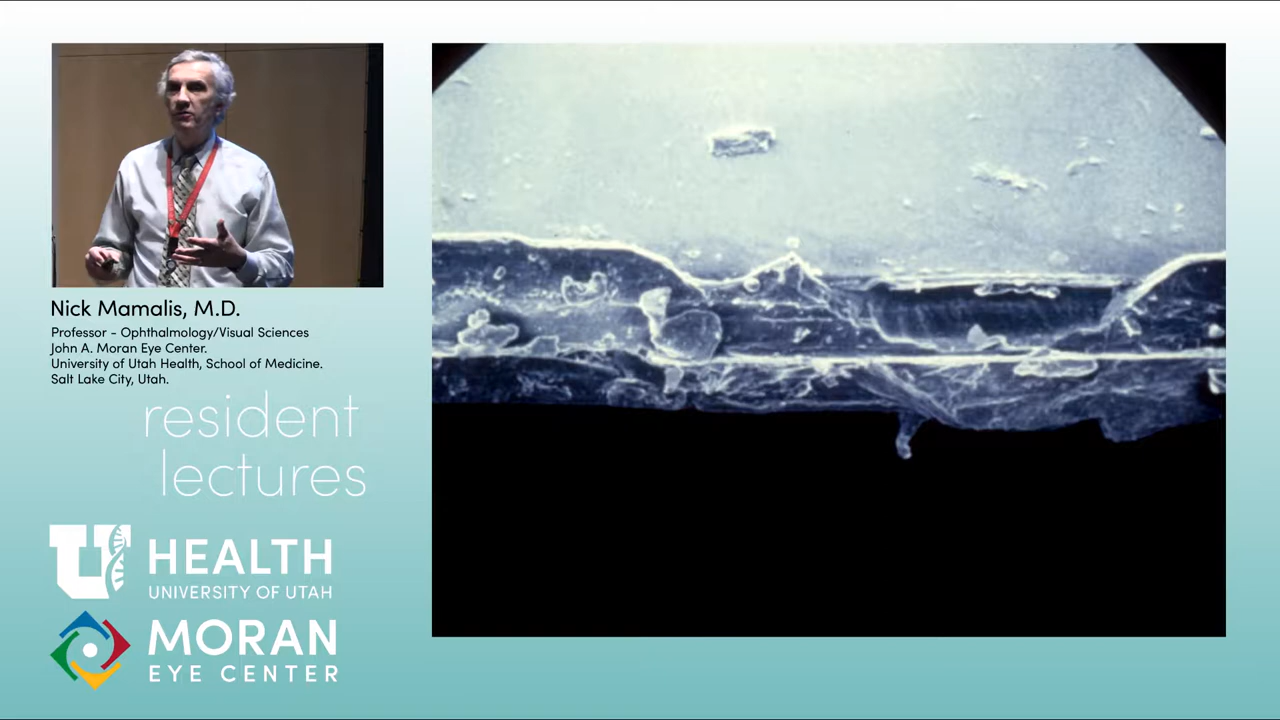 Nick Mamalis, M.D.
Professor - Ophthalmology/Visual Sciences
John A. Moran Eye Center.
University of Utah Health, School of Medicine.
Salt Lake City, Utah.
resident
lectures
U HEALTH
UNIVERSITY OF UTAH
MORAN
EYE CENTER